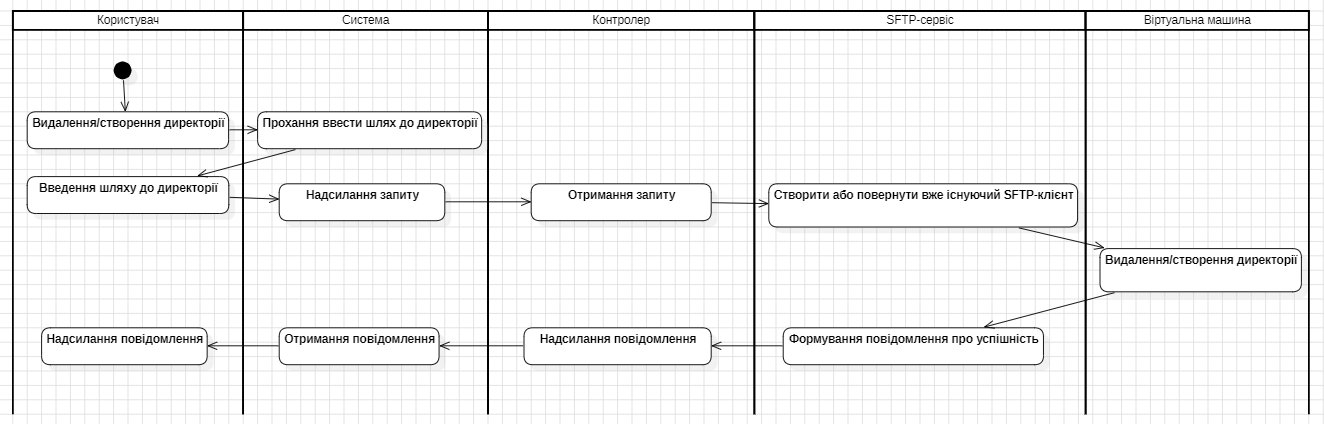 Користувач
Система
Контролер
SFTP-сервіс
Віртуальна машина
Видалення/створення директорії
Прохання ввести шлях до директорії
Введення шляху до директорії
Надсилання запиту
Отримання запиту
Створити або повернути вже існуючий SFTP-клієнт
Видалення/створення директорії
Надсилання повідомлення
Отримання повідомлення
Надсилання повідомлення
Формування повідомлення про успішність